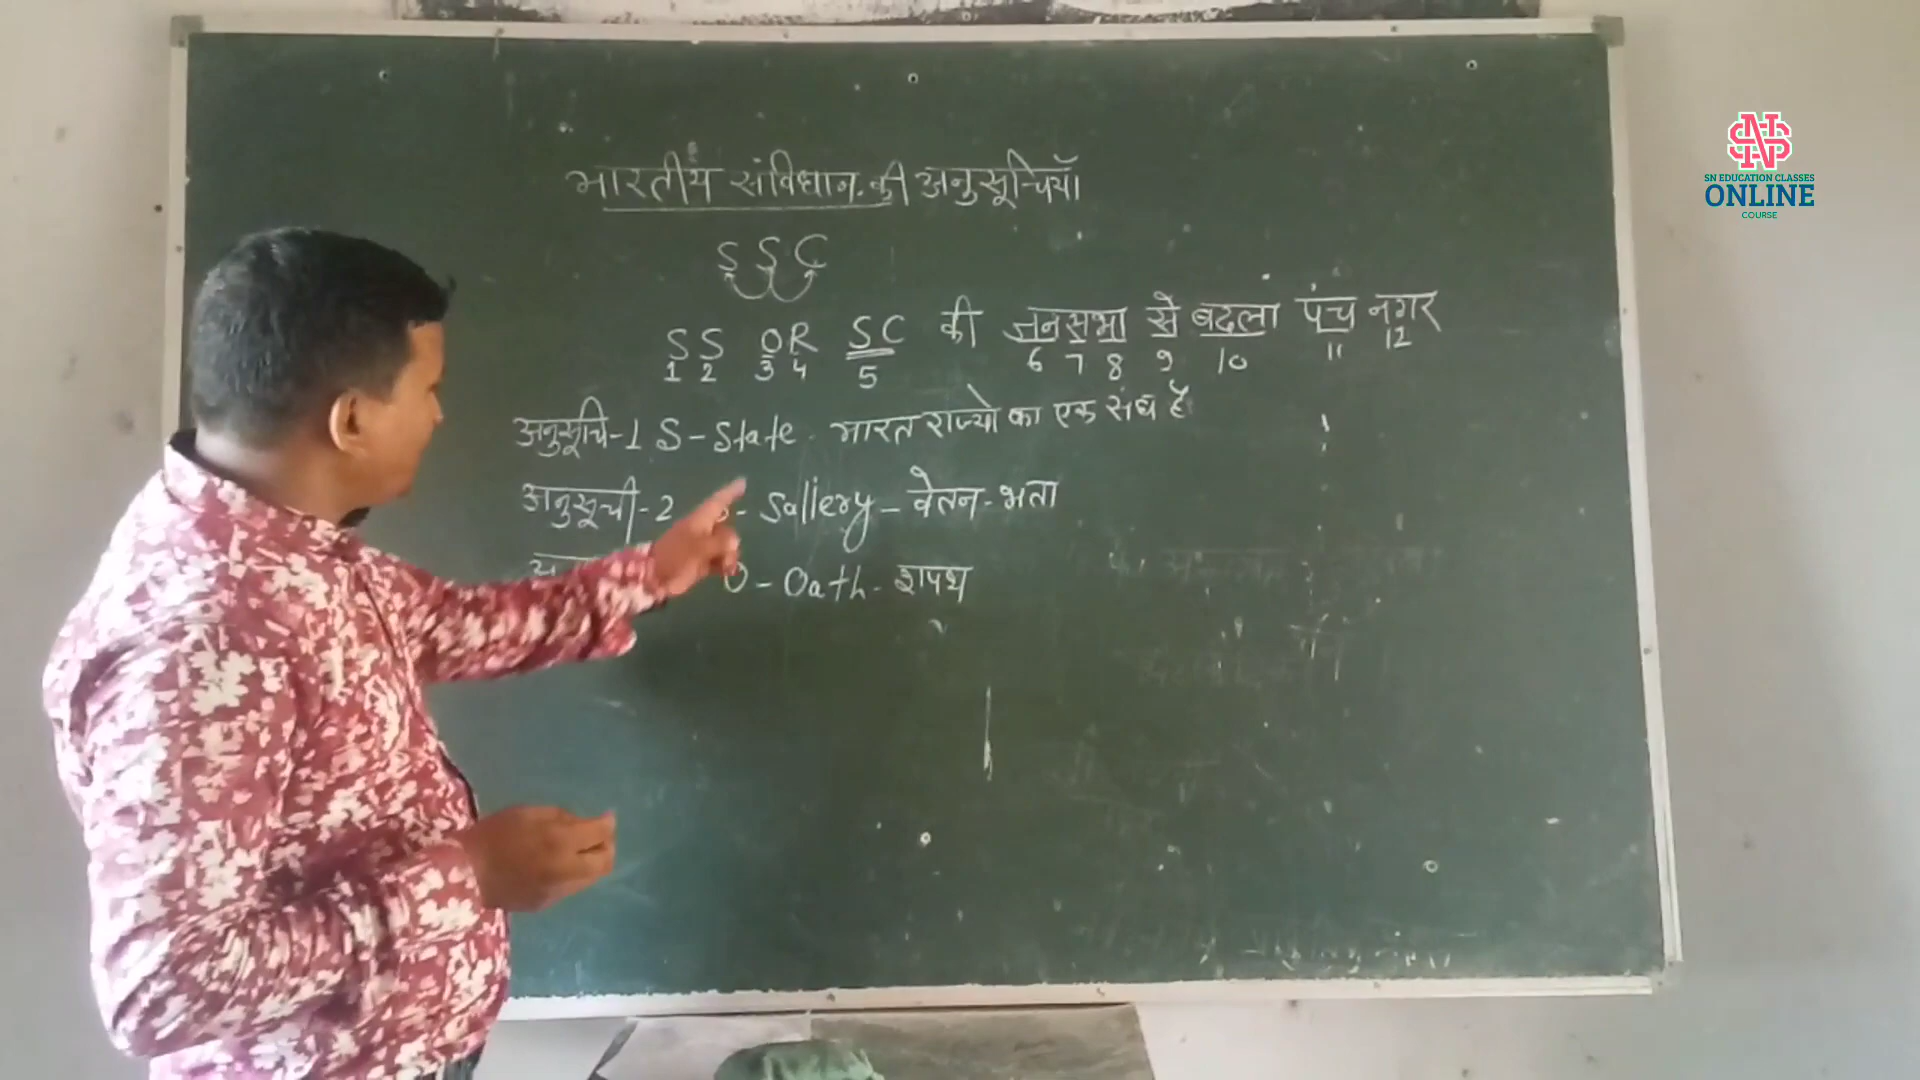 भारतीय संविधान की अनुसूचियाँ
SSC
SS OR SC की जनसभा से बदला पंच नगर
1 2 3 4 5 6 7 8 9 10 11 12
अनुसूचि-1 S-State - भारत राज्यो का एक संघ है
अनुसूची-2 S- Sallery - वेतन-भता
O-Oath- शपथ
SN EDUCATION CLASSES
ONLINE
COURSE